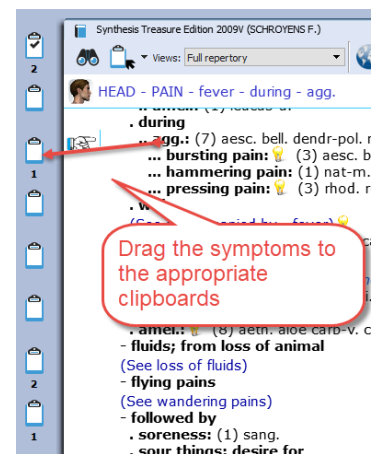 Synthesis Treasure Edition 2009V (SCHROYENS F.)
Views: Full repertory
2
HEAD - PAIN - fever - during - agg.
. during
.. agg.: (7) aesc. bell. dendr-pol.
1
... bursting pain: (3) aesc.
... hammering pain: (1) nat-m.
... pressing pain: (3) rhod.
Drag the symptoms to
the appropriate
clipboards
. amel.: (8) aeth. aloe carb-v.
- fluids; from loss of animal
(See loss of fluids)
2
- flying pains
(See wandering pains)
- followed by
1
. soreness: (1) sang.
. sour things; desire for